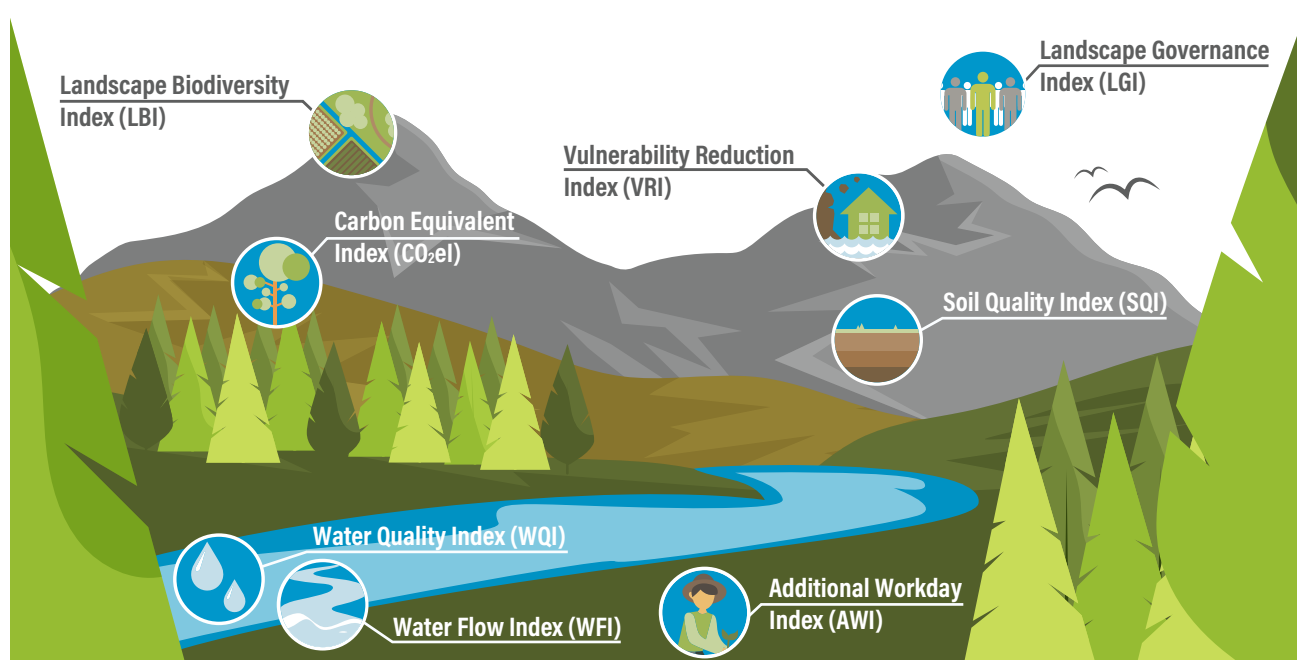 Landscape Governance
Index (LGI)
Landscape Biodiversity
Index (LBI)
Vulnerability Reduction
Index (VRI)
Carbon Equivalent
Index (CO₂eI)
Soil Quality Index (SQI)
Water Quality Index (WQI)
Additional Workday
Index (AWI)
Water Flow Index (WFI)